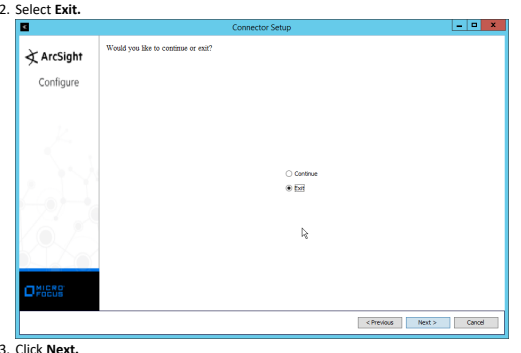 2. Select Exit.
Connector Setup
ArcSight
Configure
Would you like to continue or exit?
Continue
Exit
MICRO
FOCUS
< Previous
Next >
Cancel
3. Click Next.